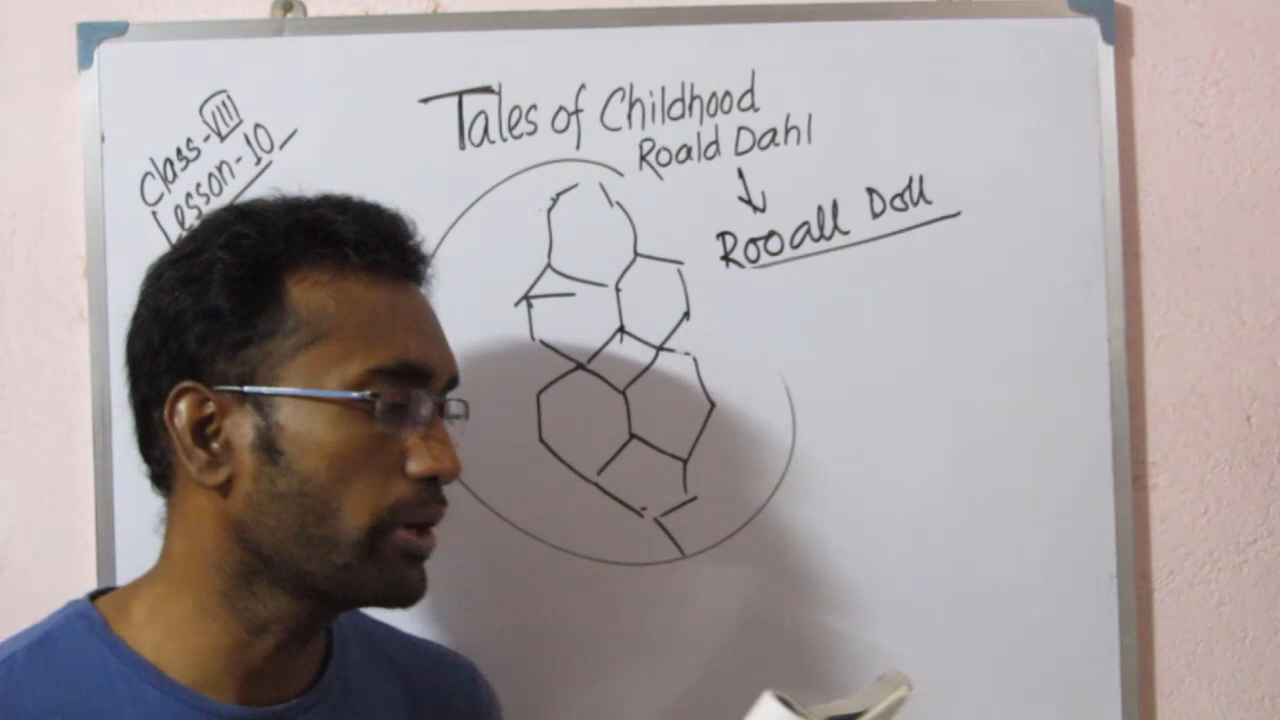 Class-VIII
Lesson-10
Tales of Childhood
Roald Dahl
Rooall Doll